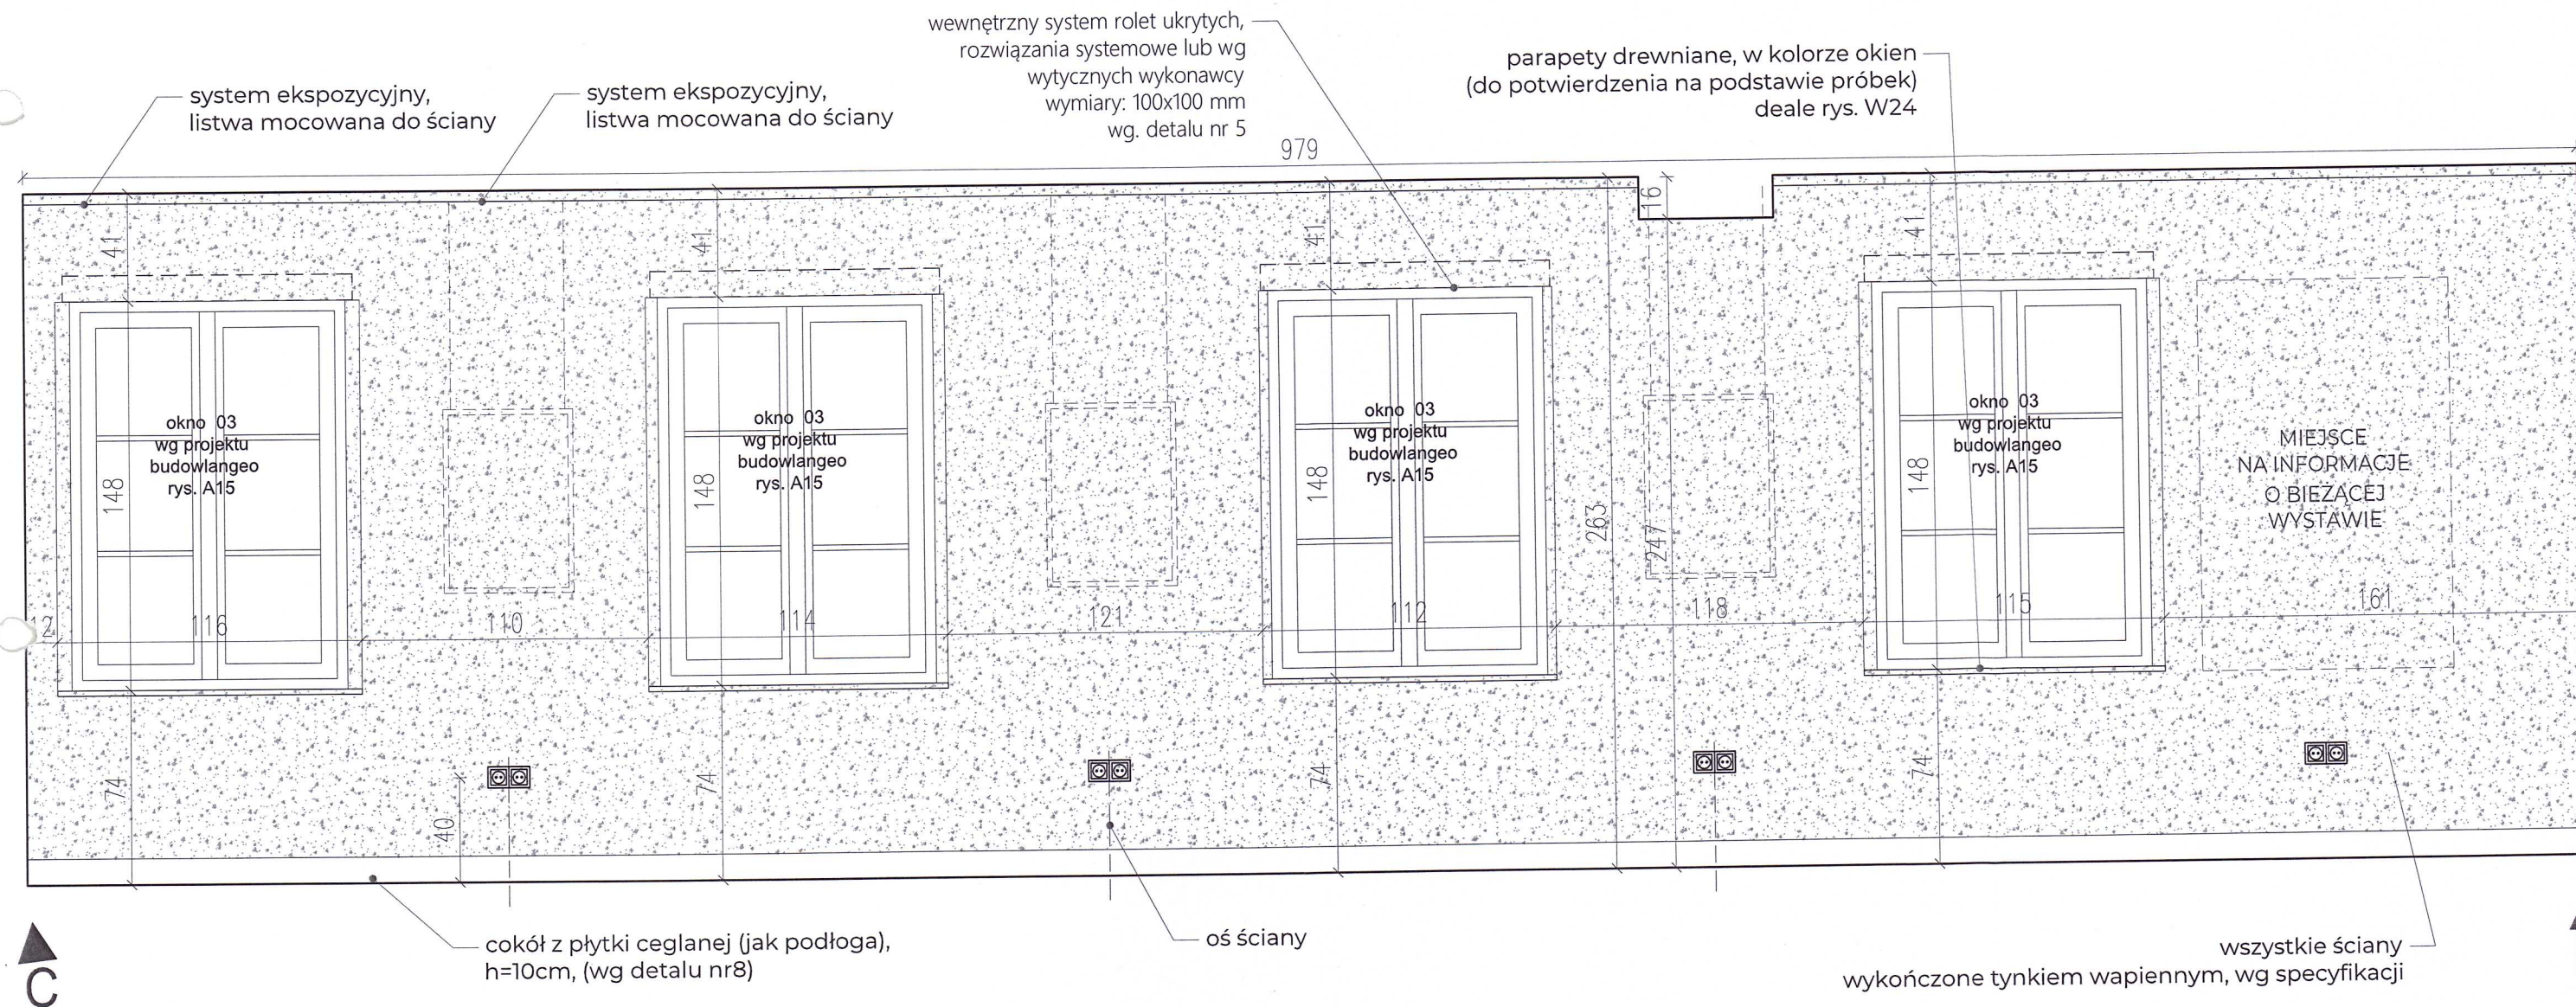 wewnętrzny system rolet ukrytych,
rozwiązania systemowe lub wg
wytycznych wykonawcy
wymiary: 100x100 mm
wg. detalu nr 5
parapety drewniane, w kolorze okien
(do potwierdzenia na podstawie próbek)
deale rys. W24
system ekspozycyjny,
listwa mocowana do ściany
system ekspozycyjny,
listwa mocowana do ściany
979
16
41
41
41
41
okno 03
wg projektu
budowlangeo
rys. A15
okno 03
wg projektu
budowlangeo
rys. A15
okno 03
wg projektu
budowlangeo
rys. A15
okno 03
wg projektu
budowlangeo
rys. A15
MIEJSCE
NA INFORMACJE
O BIEŻĄCEJ
WYSTAWIE
148
148
148
263
247
148
12
116
110
114
121
112
118
115
161
74
40
74
74
74
cokół z płytki ceglanej (jak podłoga),
h=10cm, (wg detalu nr8)
oś ściany
wszystkie ściany
wykończone tynkiem wapiennym, wg specyfikacji
C